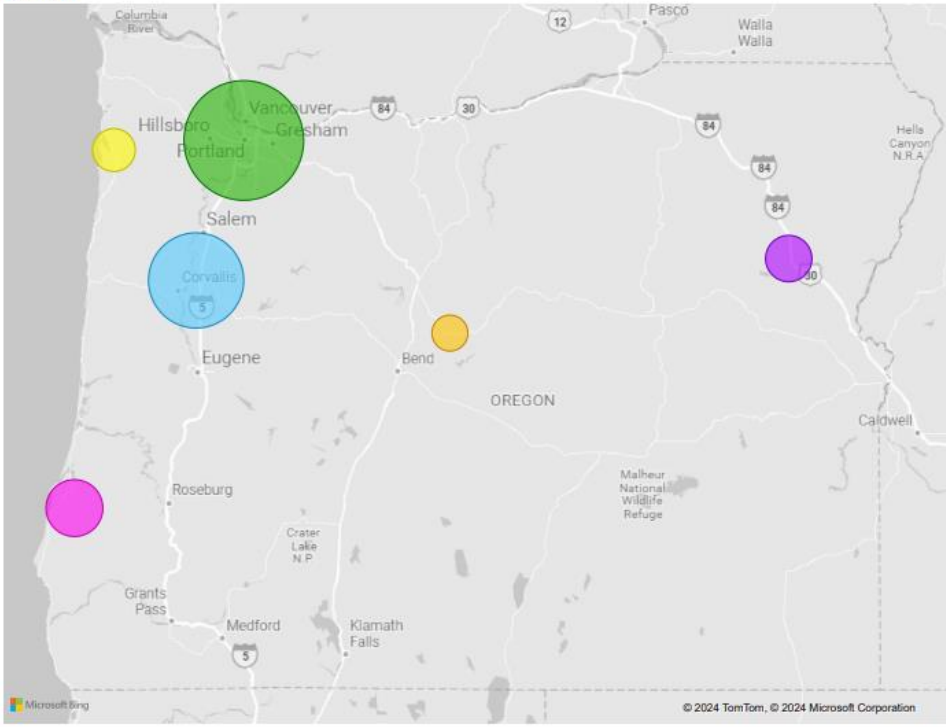 Columbia
River
Pasco
12
Walla
Walla
Vancouver
84
30
Hillsboro
Gresham
84
Portland
Hells
Canyon
N.R.A.
84
84
Salem
Corvallis
30
5
Eugene
Bend
OREGON
Caldwell
Malheur
National
Wildlife
Refuge
Roseburg
Crater
Lake
N.P.
Grants
Pass
Medford
Klamath
Falls
5
Microsoft Bing
© 2024 TomTom, © 2024 Microsoft Corporation